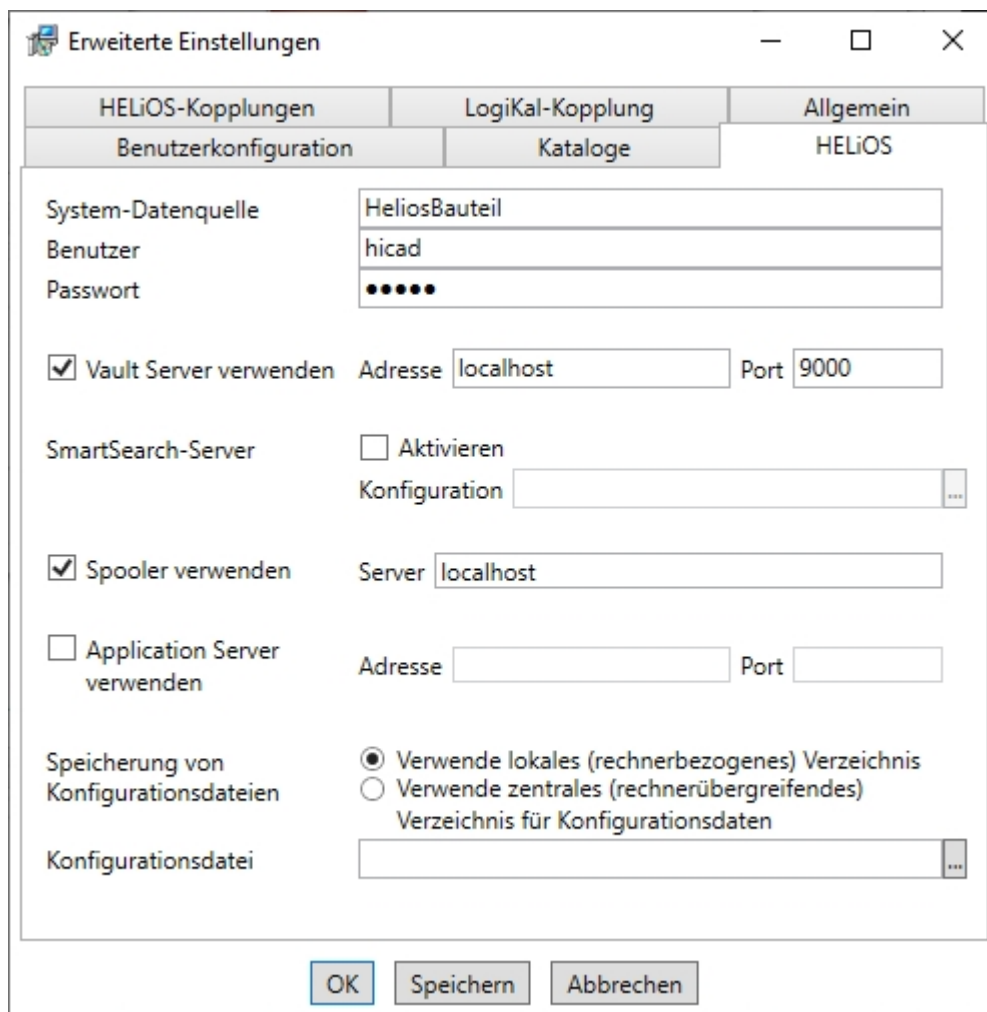 Erweiterte Einstellungen
HELiOS-Kopplungen LogiKal-Kopplung Allgemein
Benutzerkonfiguration Kataloge HELiOS
System-Datenquelle HeliosBauteil
Benutzer hicad
Passwort ●●●●●
Vault Server verwenden Adresse localhost Port 9000
SmartSearch-Server Aktivieren
Konfiguration ...
Spooler verwenden Server localhost
Application Server
verwenden Adresse Port
Speicherung von
Konfigurationsdateien
Verwende lokales (rechnerbezogenes) Verzeichnis
Verwende zentrales (rechnerübergreifendes)
Verzeichnis für Konfigurationsdaten
Konfigurationsdatei ...
OK Speichern Abbrechen